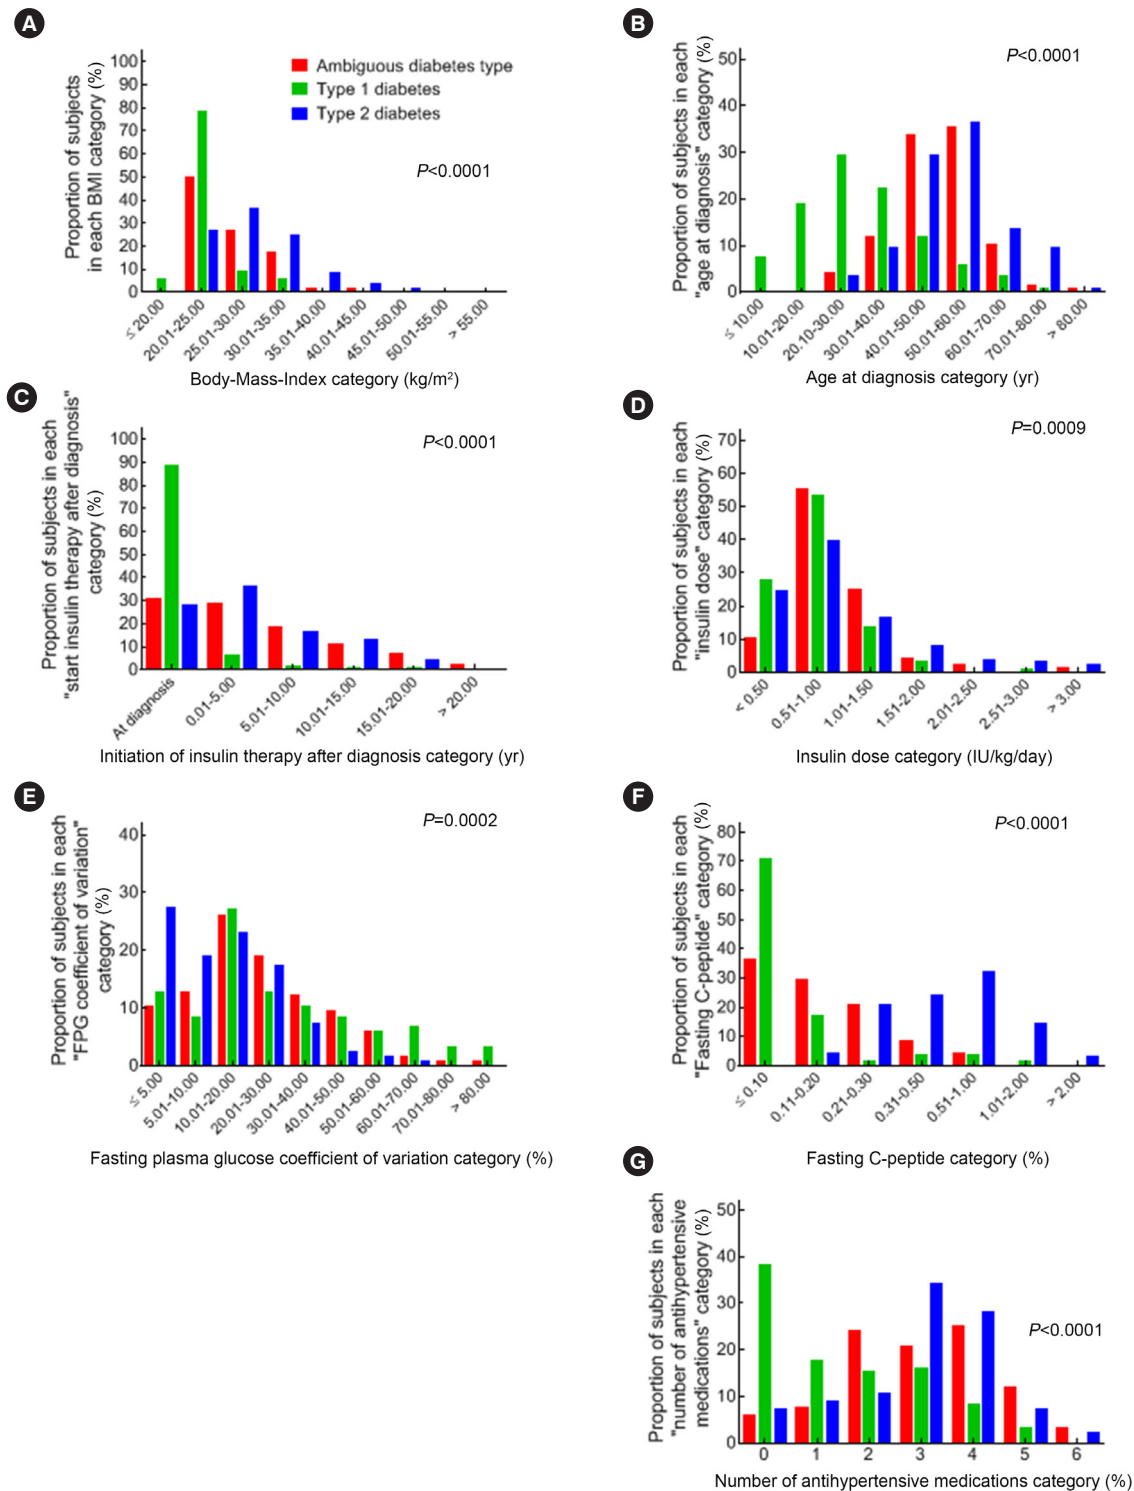 A
Proportion of subjects
in each BMI category (%)
100
90
80
70
60
50
40
30
20
10
0
Ambiguous diabetes type
Type 1 diabetes
Type 2 diabetes
P<0.0001
≤ 20.00
20.01-25.00
25.01-30.00
30.01-35.00
35.01-40.00
40.01-45.00
45.01-50.00
50.01-55.00
> 55.00
Body-Mass-Index category (kg/m²)
B
Proportion of subjects in each
"age at diagnosis" category (%)
50
40
30
20
10
0
P<0.0001
≤ 10.00
10.01-20.00
20.10-30.00
30.01-40.00
40.01-50.00
50.01-60.00
60.01-70.00
70.01-80.00
> 80.00
Age at diagnosis category (yr)
C
Proportion of subjects in each
"start insulin therapy after diagnosis"
category (%)
100
90
80
70
60
50
40
30
20
10
0
P<0.0001
At diagnosis
0.01-5.00
5.01-10.00
10.01-15.00
15.01-20.00
> 20.00
Initiation of insulin therapy after diagnosis category (yr)
D
Proportion of subjects in each
"insulin dose" category (%)
70
60
50
40
30
20
10
0
P=0.0009
< 0.50
0.51-1.00
1.01-1.50
1.51-2.00
2.01-2.50
2.51-3.00
> 3.00
Insulin dose category (IU/kg/day)
E
Proportion of subjects in each
"FPG coefficient of variation"
category (%)
40
30
20
10
0
P=0.0002
≤ 5.00
5.01-10.00
10.01-20.00
20.01-30.00
30.01-40.00
40.01-50.00
50.01-60.00
60.01-70.00
70.01-80.00
> 80.00
Fasting plasma glucose coefficient of variation category (%)
F
Proportion of subjects in each
"Fasting C-peptide" category (%)
80
70
60
50
40
30
20
10
0
P<0.0001
≤ 0.10
0.11-0.20
0.21-0.30
0.31-0.50
0.51-1.00
1.01-2.00
> 2.00
Fasting C-peptide category (%)
G
Proportion of subjects in each
"number of antihypertensive
medications" category (%)
50
40
30
20
10
0
P<0.0001
0 1 2 3 4 5 6
Number of antihypertensive medications category (%)